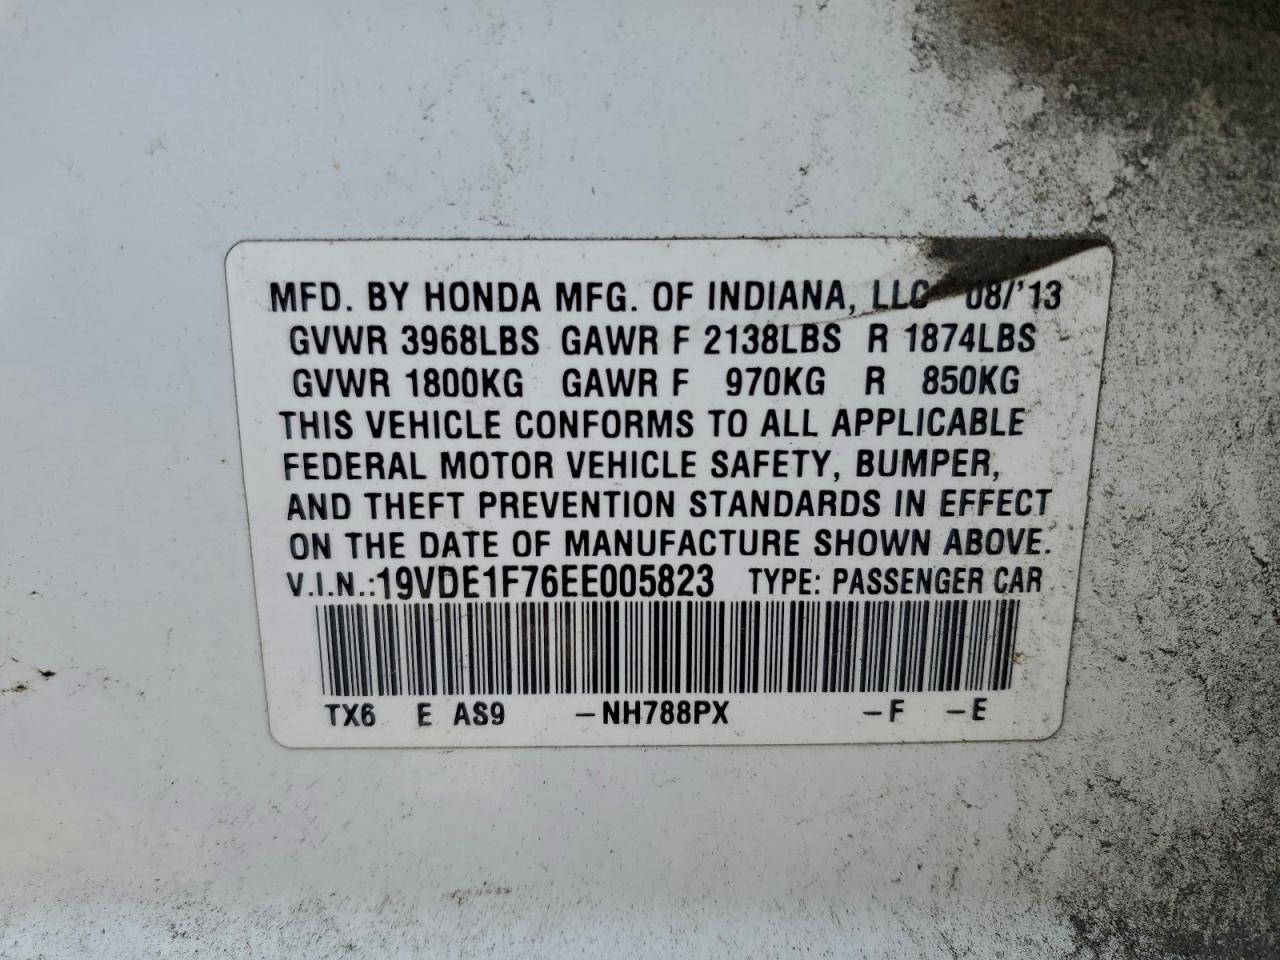 MFD. BY HONDA MFG. OF INDIANA, LLC 08/'13
GVWR 3968LBS GAWR F 2138LBS R 1874LBS
GVWR 1800KG GAWR F 970KG R 850KG
THIS VEHICLE CONFORMS TO ALL APPLICABLE
FEDERAL MOTOR VEHICLE SAFETY, BUMPER,
AND THEFT PREVENTION STANDARDS IN EFFECT
ON THE DATE OF MANUFACTURE SHOWN ABOVE.
V.I.N.:19VDE1F76EE005823 TYPE: PASSENGER CAR
TX6 E AS9 -NH788PX -F -E